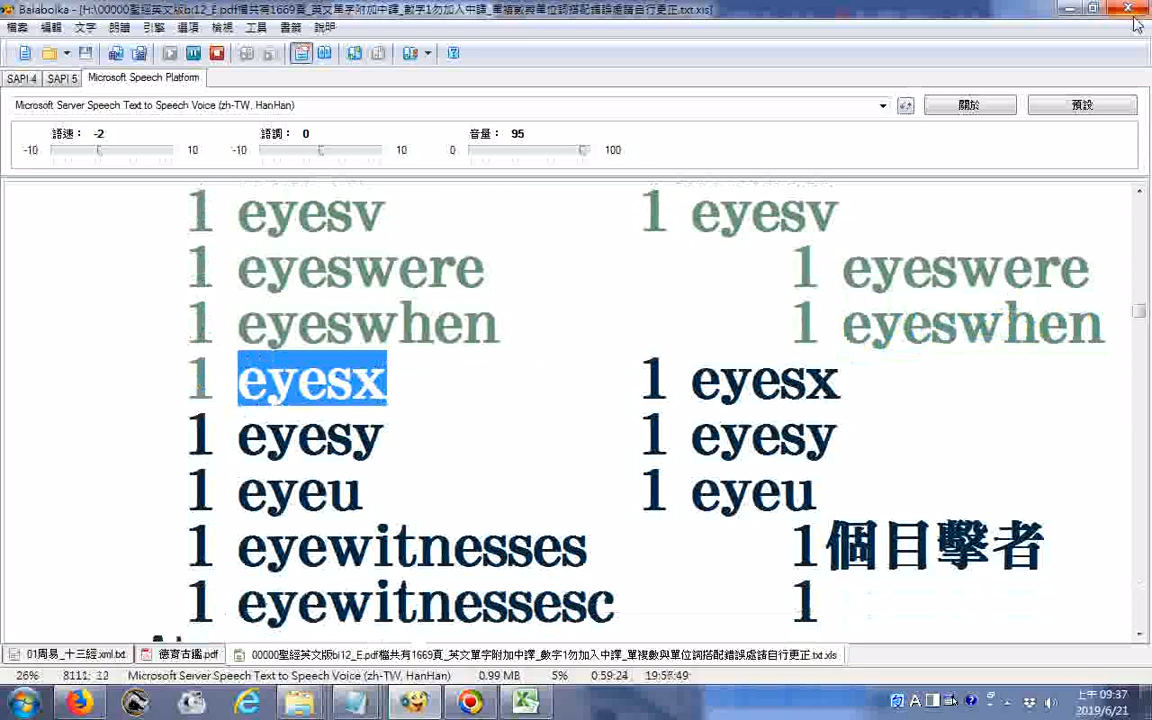 Balabolka - [H:\00000聖經英文版bi12_E.pdf檔共有1669頁_英文單字附加中譯_數字1勿加入中譯_單複數與單位詞搭配錯誤處請自行更正.txt.xls]
檔案 編輯 文字 朗讀 引擎 選項 檢視 工具 書籤 說明
SAPI 4 SAPI 5 Microsoft Speech Platform
Microsoft Server Speech Text to Speech Voice (zh-TW, HanHan) 關於 預設
語速： -2 語調： 0 音量： 95
-10 10 -10 10 0 100
1 eyesv 1 eyesv
1 eyeswere 1 eyeswere
1 eyeswhen 1 eyeswhen
1 eyesx 1 eyesx
1 eyesy 1 eyesy
1 eyeu 1 eyeu
1 eyewitnesses 1個目擊者
1 eyewitnessesc 1
01周易_十三經.xml.txt 德育古鑑.pdf 00000聖經英文版bi12_E.pdf檔共有1669頁_英文單字附加中譯_數字1勿加入中譯_單複數與單位詞搭配錯誤處請自行更正.txt.xls
26% 8111: 12 Microsoft Server Speech Text to Speech Voice (zh-TW, HanHan) 0.99 MB 5% 0:59:24 19:57:49
上午 09:37
2019/6/21